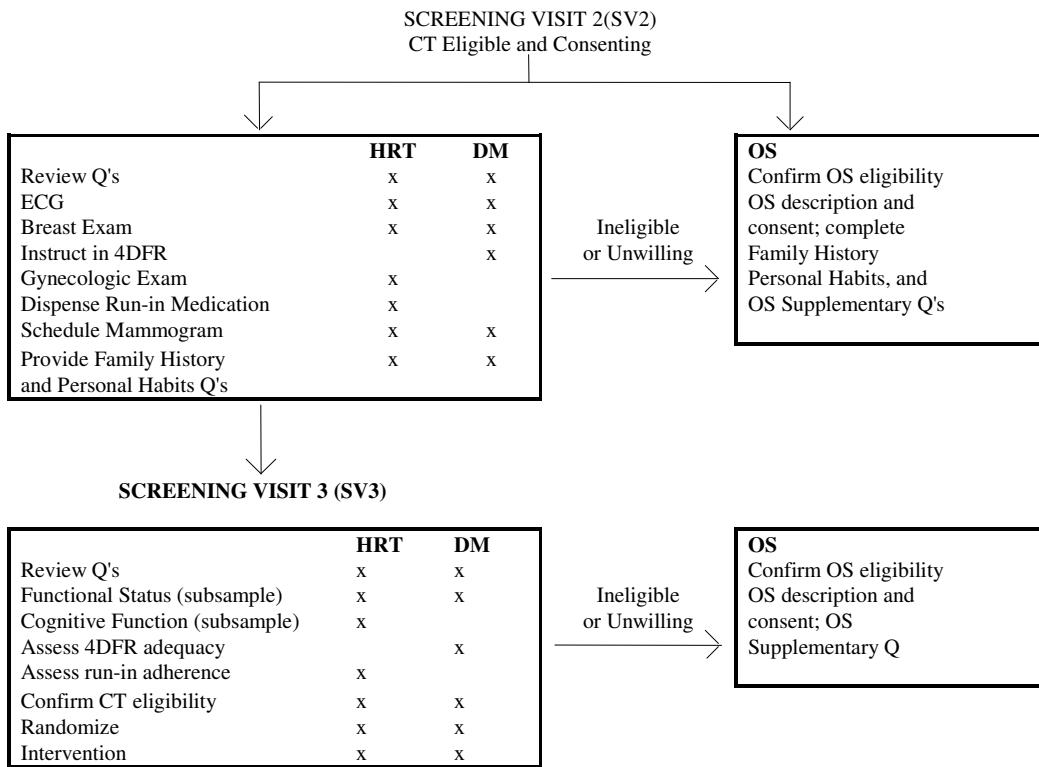 SCREENING VISIT 2(SV2)
CT Eligible and Consenting
HRT DM
Review Q's x x
ECG x x
Breast Exam x x
Instruct in 4DFR x
Gynecologic Exam x
Dispense Run-in Medication x
Schedule Mammogram x x
Provide Family History x x
and Personal Habits Q's
Ineligible
or Unwilling
OS
Confirm OS eligibility
OS description and
consent; complete
Family History
Personal Habits, and
OS Supplementary Q's
SCREENING VISIT 3 (SV3)
HRT DM
Review Q's x x
Functional Status (subsample) x x
Cognitive Function (subsample) x
Assess 4DFR adequacy x
Assess run-in adherence x
Confirm CT eligibility x x
Randomize x x
Intervention x x
Ineligible
or Unwilling
OS
Confirm OS eligibility
OS description and
consent; OS
Supplementary Q